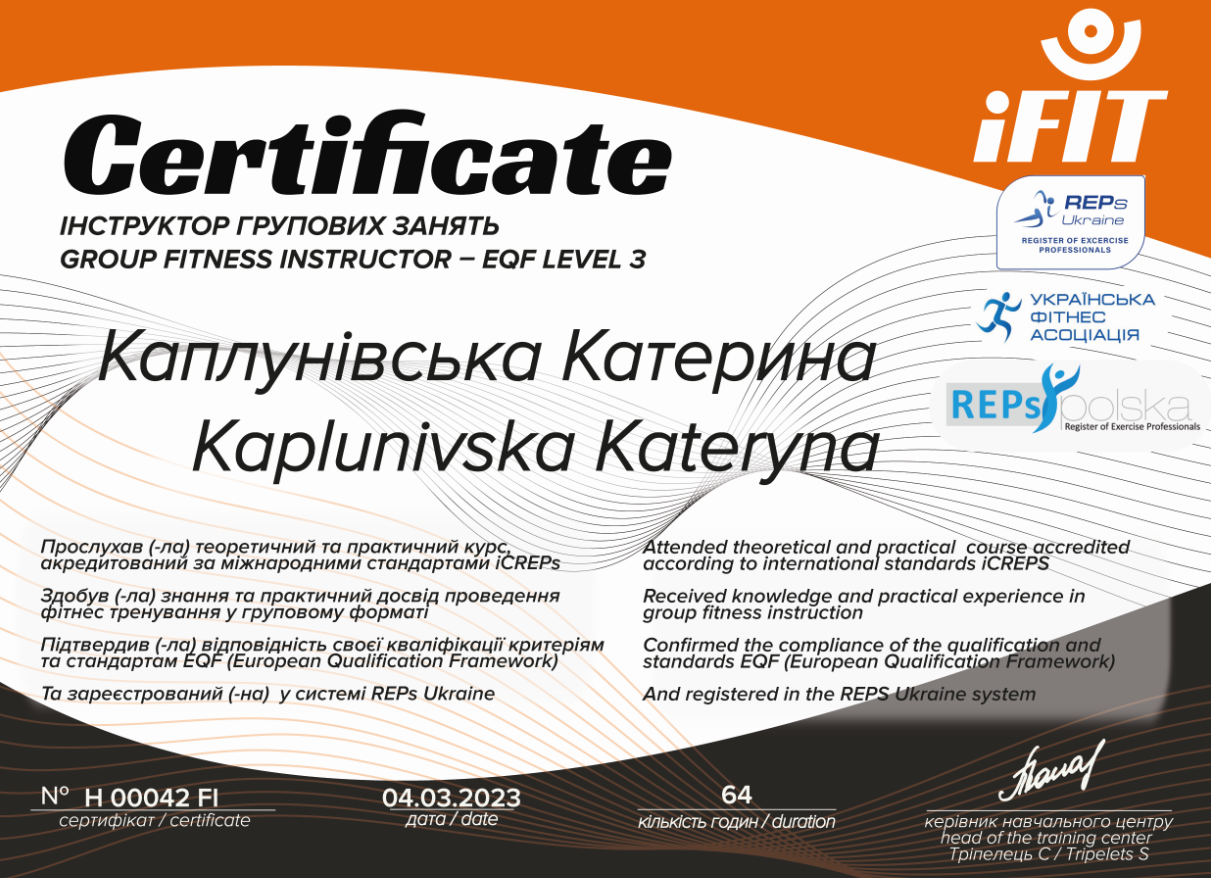 iFIT
Certificate
ІНСТРУКТОР ГРУПОВИХ ЗАНЯТЬ
GROUP FITNESS INSTRUCTOR – EQF LEVEL 3
REPs
Ukraine
REGISTER OF EXCERCISE
PROFESSIONALS
УКРАЇНСЬКА
ФІТНЕС
АСОЦІАЦІЯ
REPs polska
Register of Exercise Professionals
Каплунівська Катерина
Kaplunivska Kateryna
Прослухав (-ла) теоретичний та практичний курс,
акредитований за міжнародними стандартами iCREPs
Здобув (-ла) знання та практичний досвід проведення
фітнес тренування у груповому форматі
Підтвердив (-ла) відповідність своєї кваліфікації критеріям
та стандартам EQF (European Qualification Framework)
Та зареєстрований (-на) у системі REPs Ukraine
Attended theoretical and practical course accredited
according to international standards iCREPS
Received knowledge and practical experience in
group fitness instruction
Confirmed the compliance of the qualification and
standards EQF (European Qualification Framework)
And registered in the REPS Ukraine system
№ H 00042 FI
сертифікат / certificate
04.03.2023
дата / date
64
кількість годин / duration
керівник навчального центру
head of the training center
Тріпелець С / Tripelets S